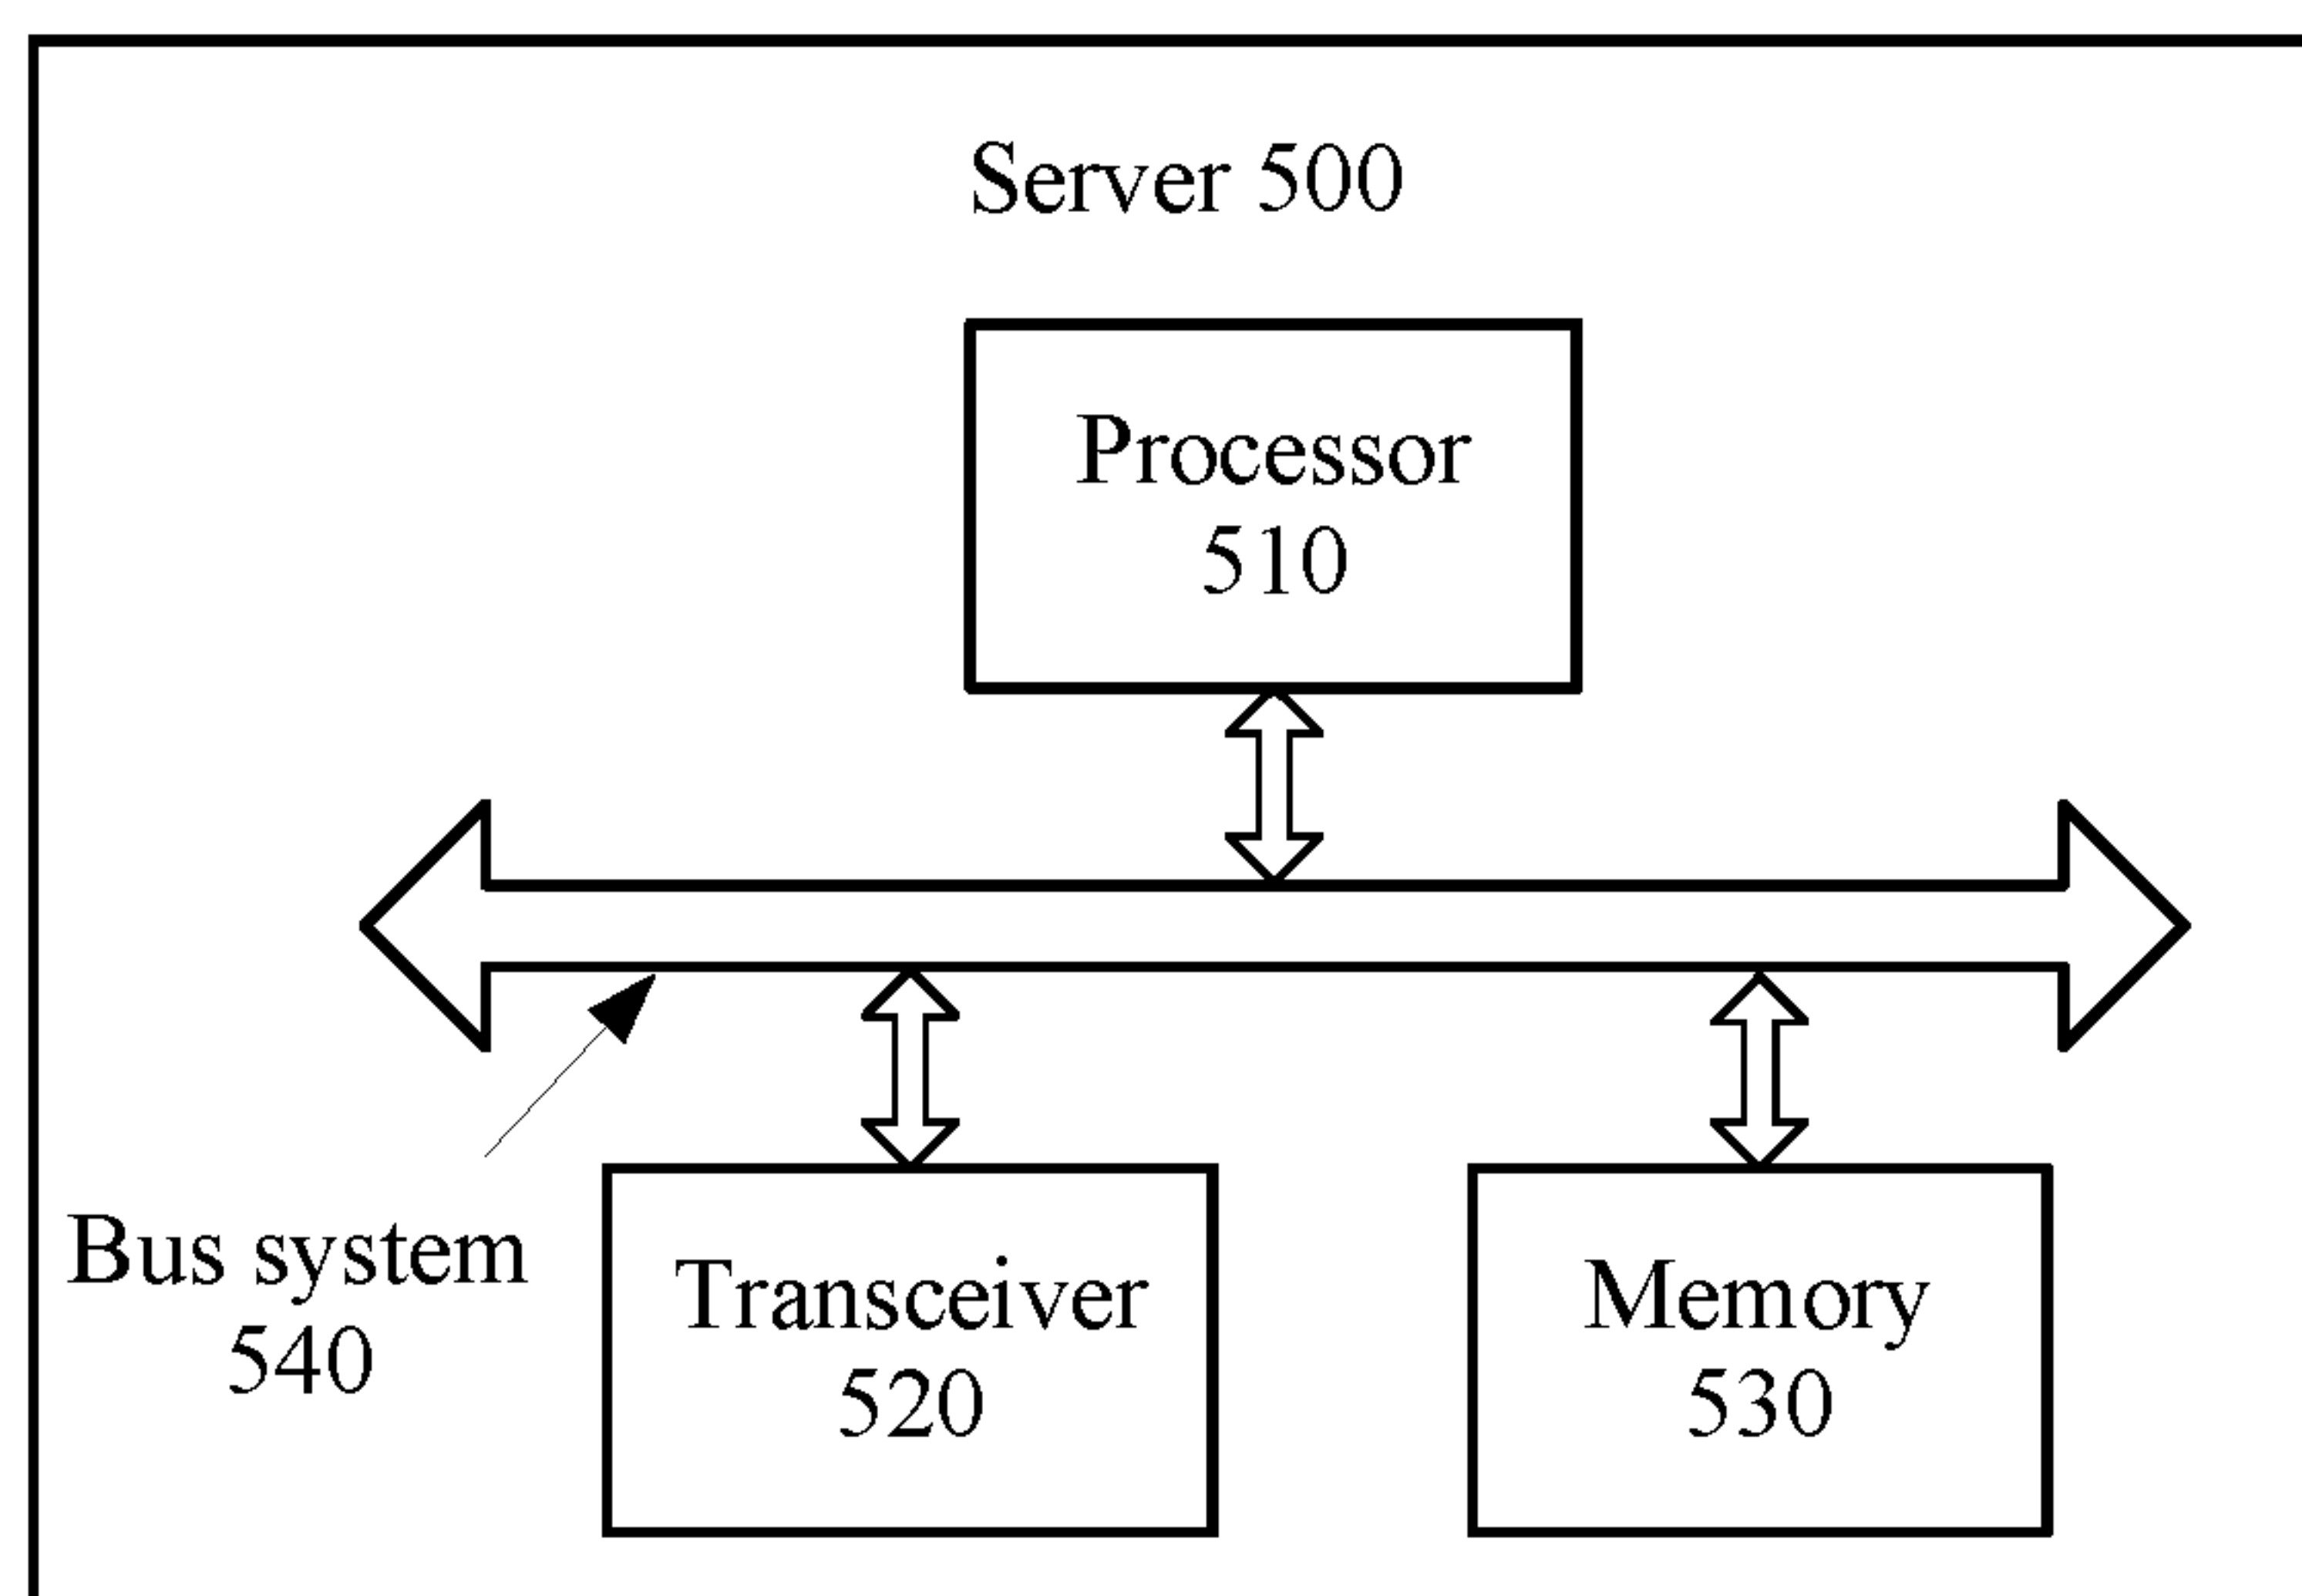 Server 500
Processor
510
Bus system
540
Transceiver
520
Memory
530